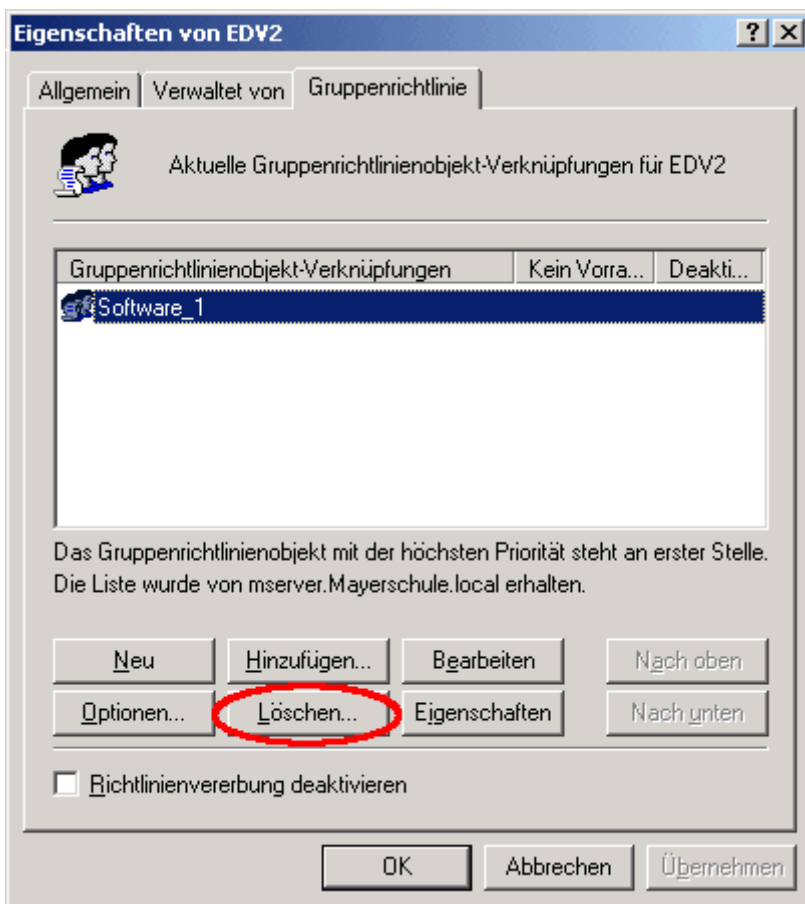 Eigenschaften von EDV2
Allgemein Verwaltet von Gruppenrichtlinie
Aktuelle Gruppenrichtlinienobjekt-Verknüpfungen für EDV2
Gruppenrichtlinienobjekt-Verknüpfungen Kein Vorra... Deakti...
Software_1
Das Gruppenrichtlinienobjekt mit der höchsten Priorität steht an erster Stelle.
Die Liste wurde von mserver.Mayerschule.local erhalten.
Neu Hinzufügen... Bearbeiten Nach oben
Optionen... Löschen... Eigenschaften Nach unten
Richtlinienvererbung deaktivieren
OK Abbrechen Übernehmen